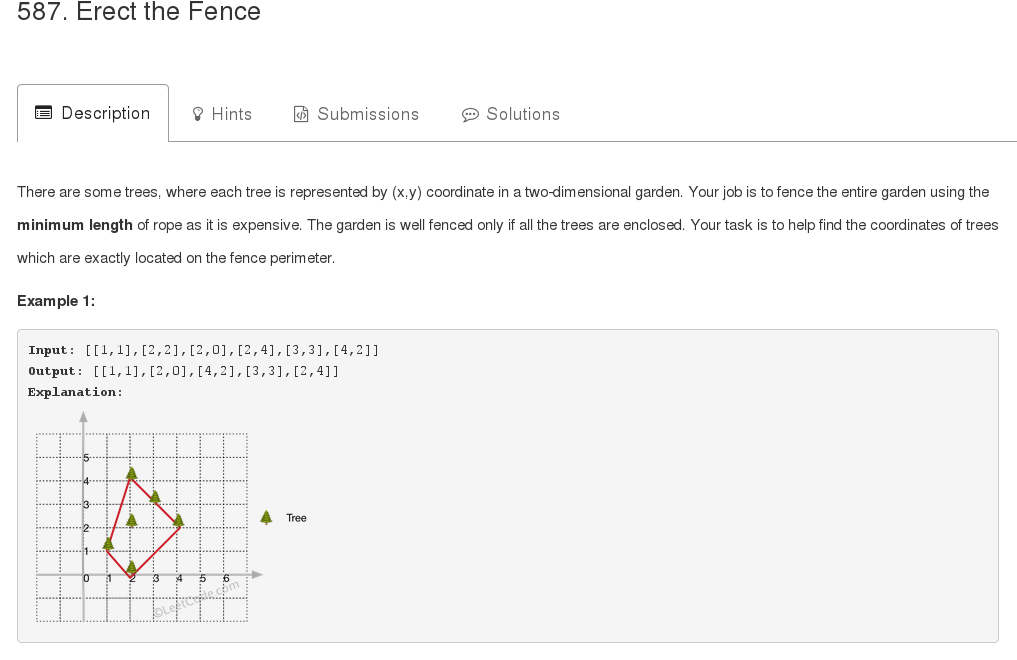 587. Erect the Fence
Description Hints Submissions Solutions
There are some trees, where each tree is represented by (x,y) coordinate in a two-dimensional garden. Your job is to fence the entire garden using the
minimum length of rope as it is expensive. The garden is well fenced only if all the trees are enclosed. Your task is to help find the coordinates of trees
which are exactly located on the fence perimeter.
Example 1:
Input: [[1,1],[2,2],[2,0],[2,4],[3,3],[4,2]]
Output: [[1,1],[2,0],[4,2],[3,3],[2,4]]
Explanation:
5
4
3
2
1
0 1 2 3 4 5 6
Tree
©LeetCode.com